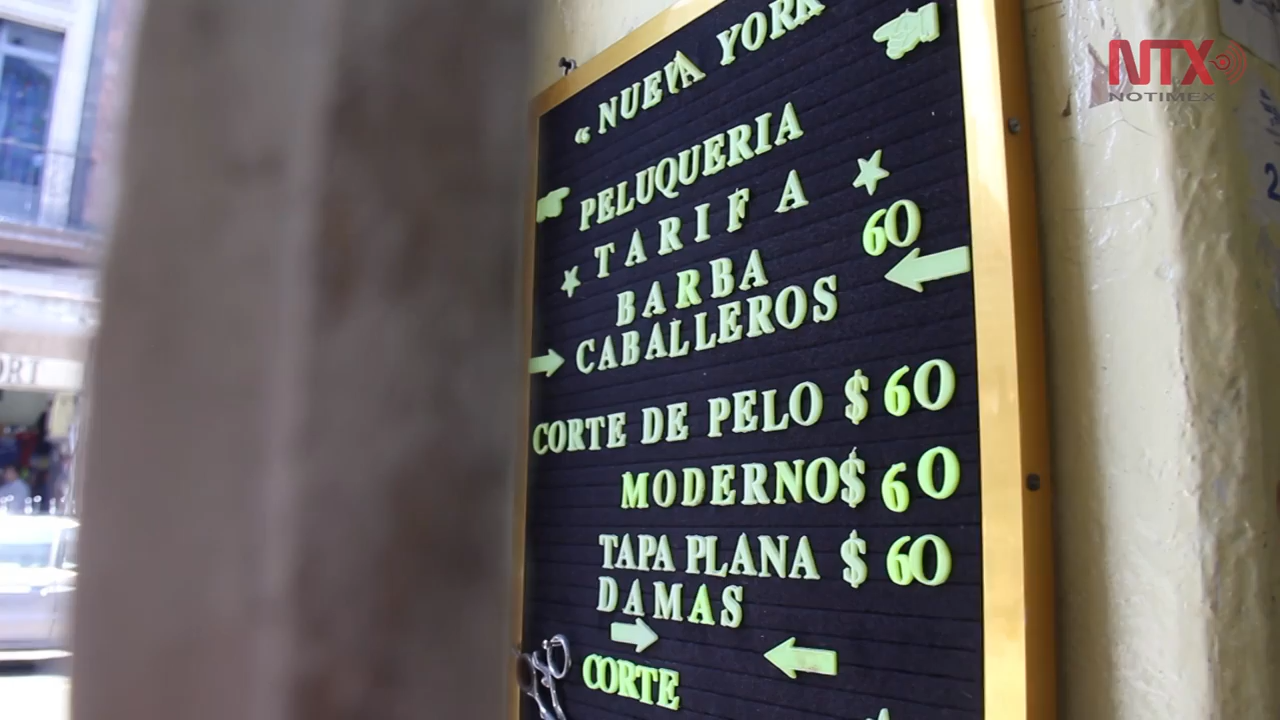 NTX
NOTIMEX
“ NUEVA YORK
PELUQUERIA
TARIFA
60
BARBA
CABALLEROS
CORTE DE PELO $ 60
MODERNO $ 60
TAPA PLANA $ 60
DAMAS
CORTE